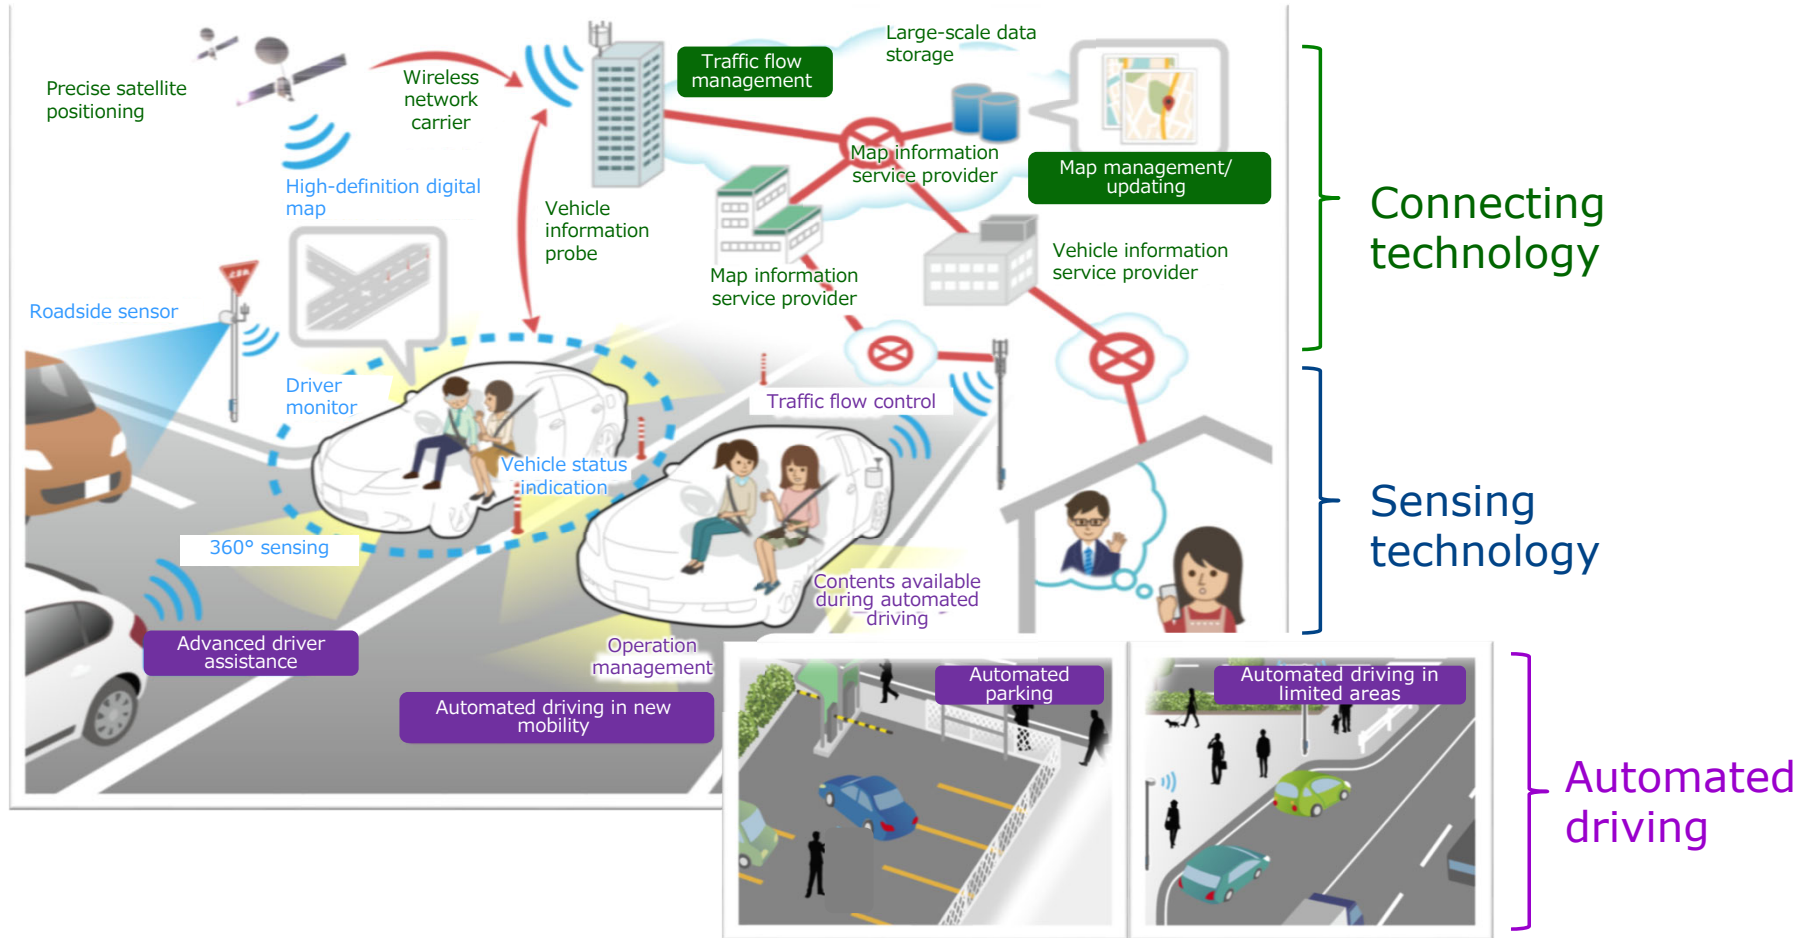 Precise satellite
positioning
Wireless
network
carrier
Traffic flow
management
Large-scale data
storage
Map information
service provider
Map management/
updating
High-definition digital
map
Vehicle
information
probe
Map information
service provider
Vehicle information
service provider
Connecting
technology
Roadside sensor
Driver
monitor
Traffic flow control
Vehicle status
indication
360° sensing
Sensing
technology
Contents available
during automated
driving
Advanced driver
assistance
Operation
management
Automated driving in new
mobility
Automated
parking
Automated driving in
limited areas
Automated
driving